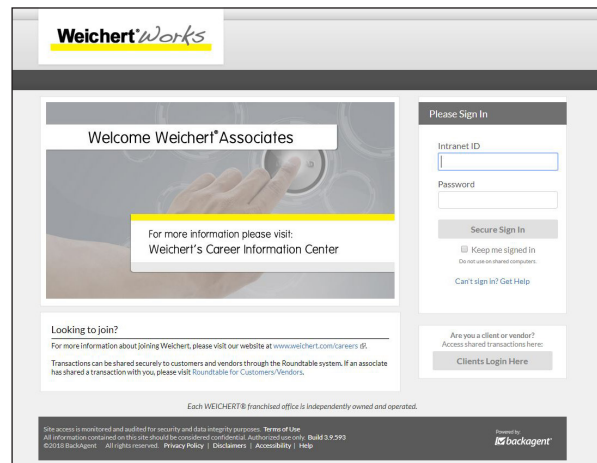 Weichert® Works
Welcome Weichert® Associates
For more information please visit:
Weichert's Career Information Center
Please Sign In
Intranet ID
Password
Secure Sign In
Keep me signed in
Do not use on shared computers
Can't sign in? Get Help
Looking to join?
For more information about joining Weichert, please visit our website at www.weichert.com/careers
Transactions can be shared securely to customers and vendors through the Roundtable system. If an associate
has shared a transaction with you, please visit Roundtable for Customers/Vendors.
Are you a client or vendor?
Access shared transactions here:
Clients Login Here
Each WEICHERT® franchised office is independently owned and operated.
Site access is monitored and audited for security and data integrity purposes. Terms of Use
All information contained on this site should be considered confidential. Authorized use only. Build 3.9.593
©2018 BackAgent All rights reserved. Privacy Policy | Disclaimers | Accessibility | Help
Powered by
backagent